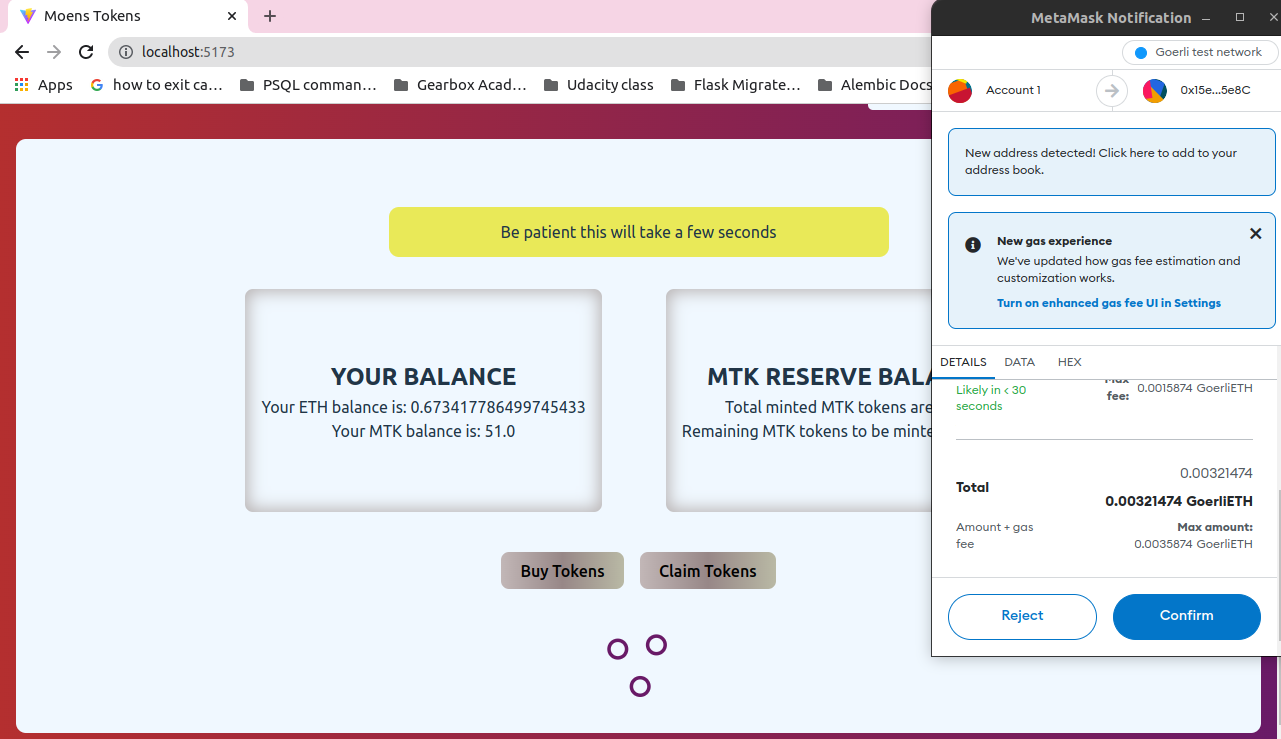 Moens Tokens
localhost:5173
Apps
how to exit ca...
PSQL comman...
Gearbox Acad...
Udacity class
Flask Migrate...
Alembic Docs
Be patient this will take a few seconds
YOUR BALANCE
Your ETH balance is: 0.673417786499745433
Your MTK balance is: 51.0
MTK RESERVE BALA
Total minted MTK tokens are
Remaining MTK tokens to be minte
Buy Tokens
Claim Tokens
MetaMask Notification
Goerli test network
Account 1
0x15e...5e8C
New address detected! Click here to add to your
address book.
New gas experience
We've updated how gas fee estimation and
customization works.
Turn on enhanced gas fee UI in Settings
DETAILS
DATA
HEX
Likely in < 30
seconds
Max
fee:
0.0015874 GoerliETH
0.00321474
Total
0.00321474 GoerliETH
Amount + gas
fee
Max amount:
0.0035874 GoerliETH
Reject
Confirm